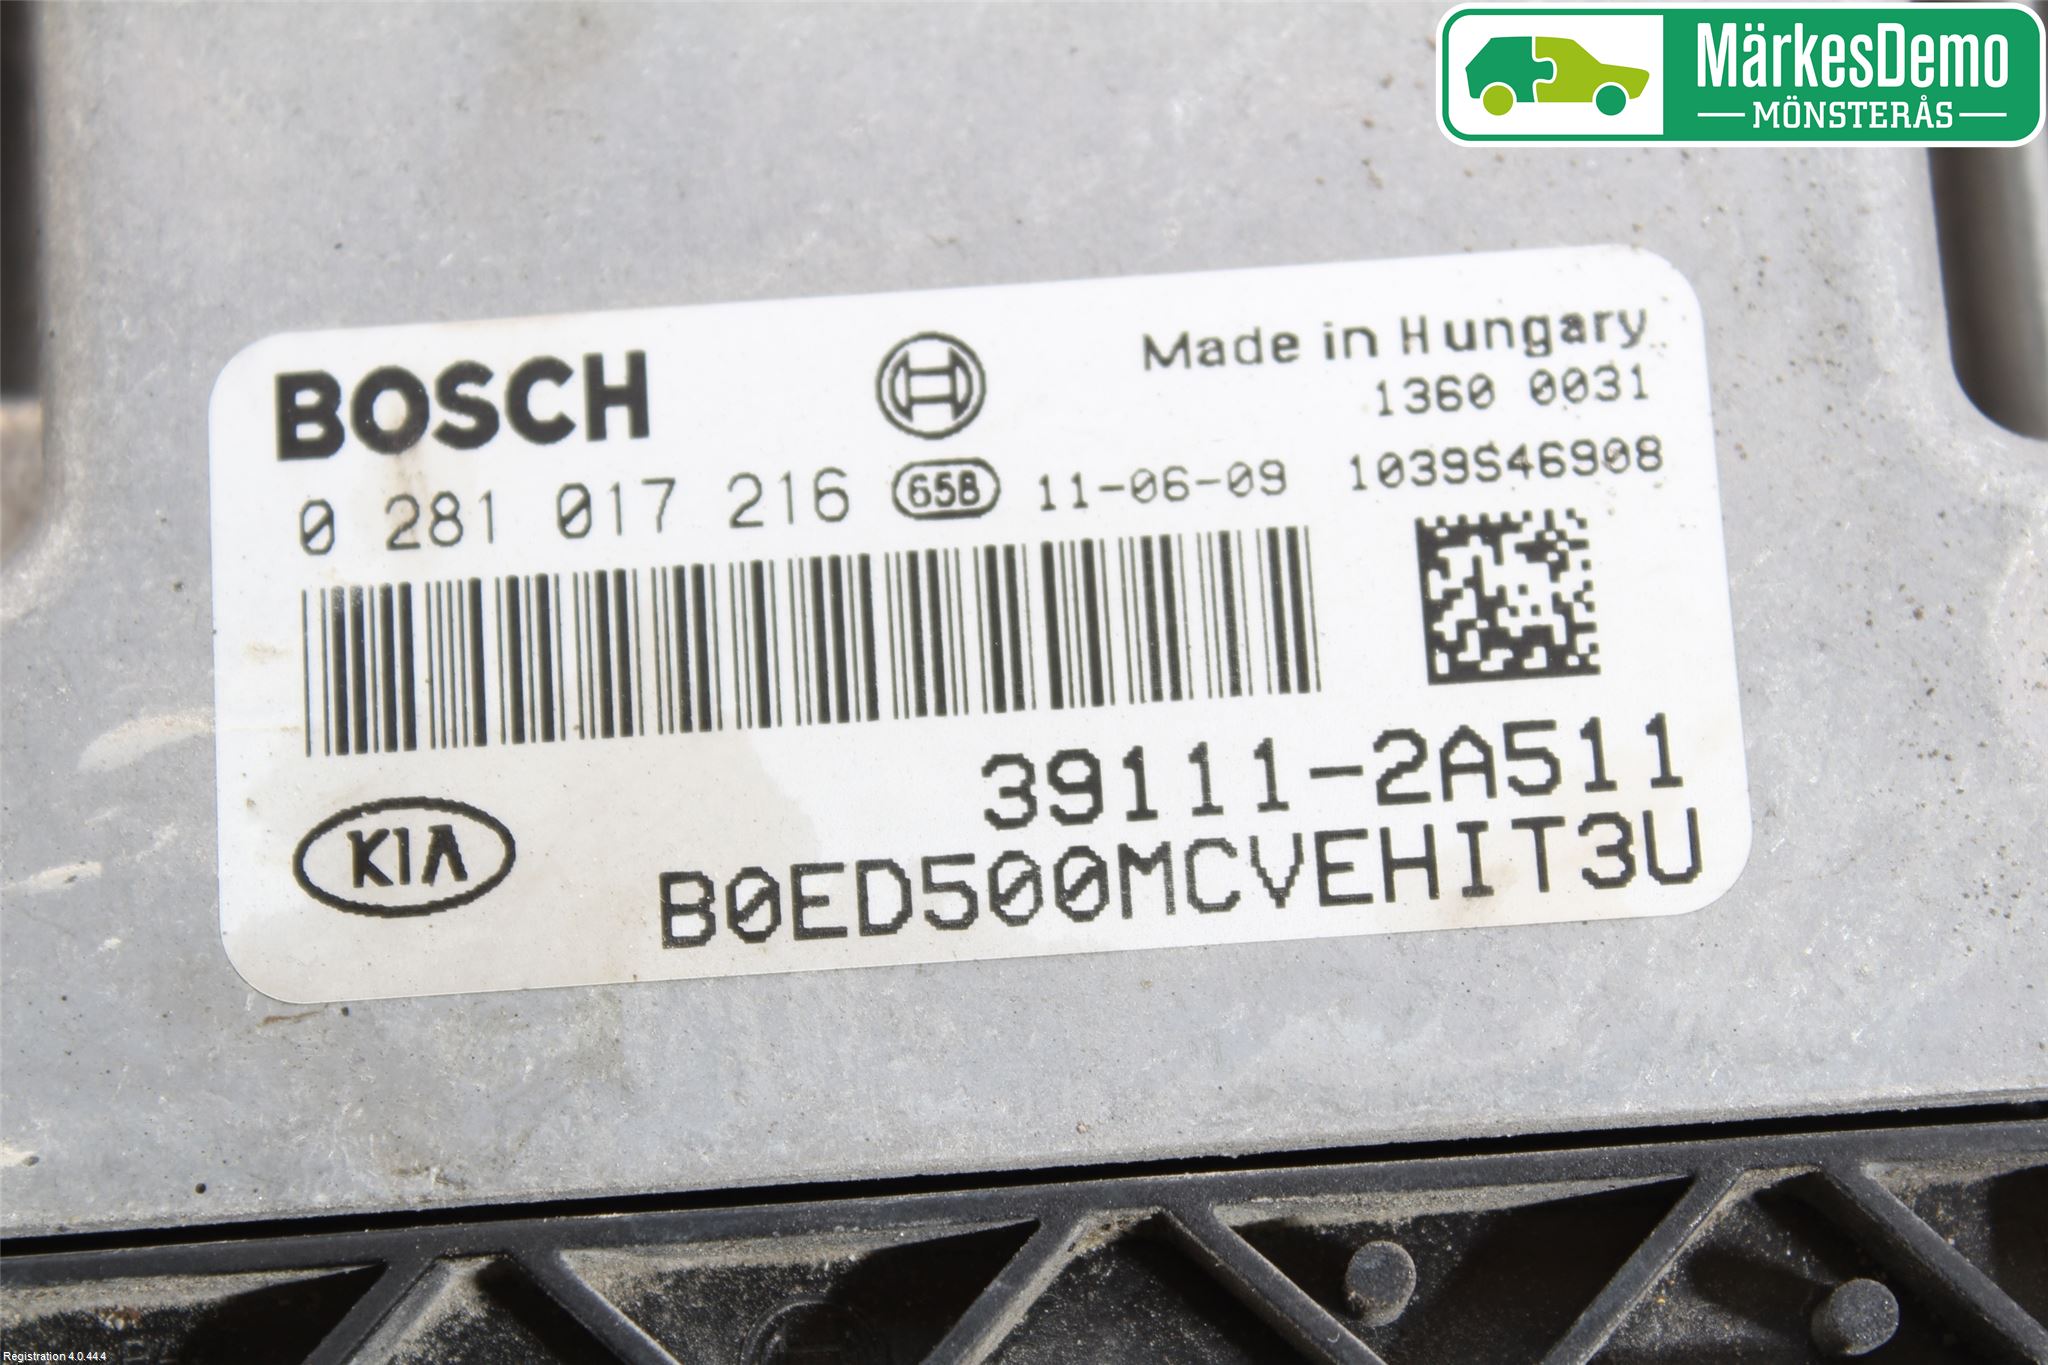 MärkesDemo
MÖNSTERÅS
BOSCH
Made in Hungary
1360 0031
0 281 017 216 658 11-06-09 1039S46908
39111-2A511
KIA
B0ED500MCVEHIT3U
Registration 4.0.44.4